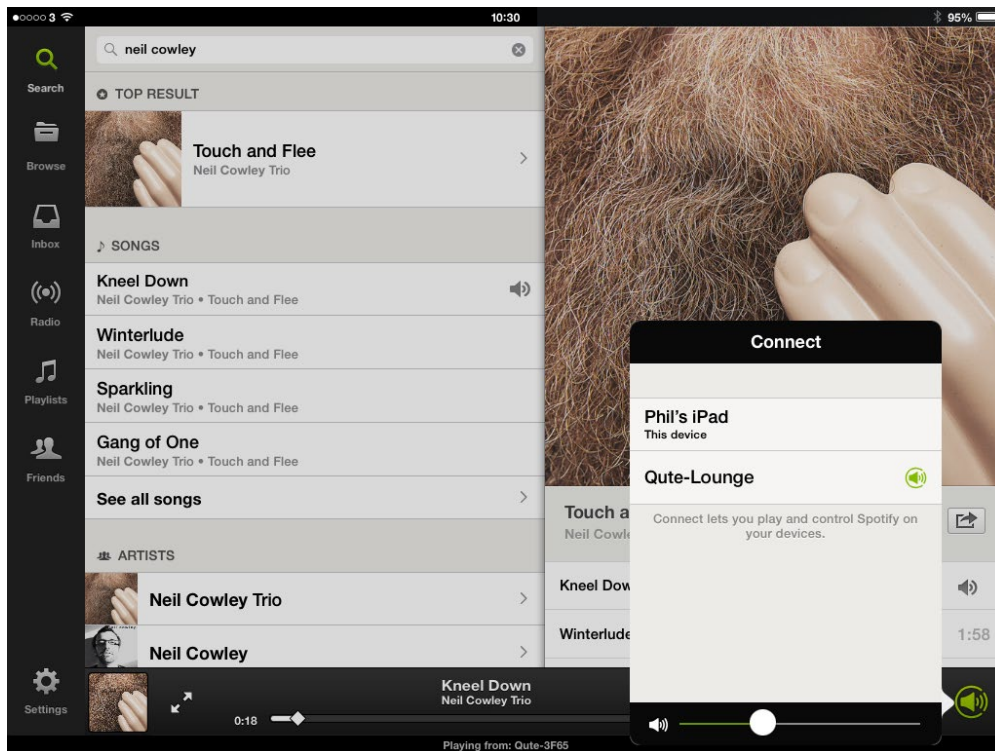 3
10:30
95%
Search
Browse
Inbox
Radio
Playlists
Friends
Settings
neil cowley
TOP RESULT
Touch and Flee
Neil Cowley Trio
SONGS
Kneel Down
Neil Cowley Trio • Touch and Flee
Winterlude
Neil Cowley Trio • Touch and Flee
Sparkling
Neil Cowley Trio • Touch and Flee
Gang of One
Neil Cowley Trio • Touch and Flee
See all songs
ARTISTS
Neil Cowley Trio
Neil Cowley
Connect
Phil's iPad
This device
Qute-Lounge
Connect lets you play and control Spotify on
your devices.
Touch a
Neil Cowle
Kneel Dow
Winterlude
1:58
Kneel Down
Neil Cowley Trio
0:18
Playing from: Qute-3F65